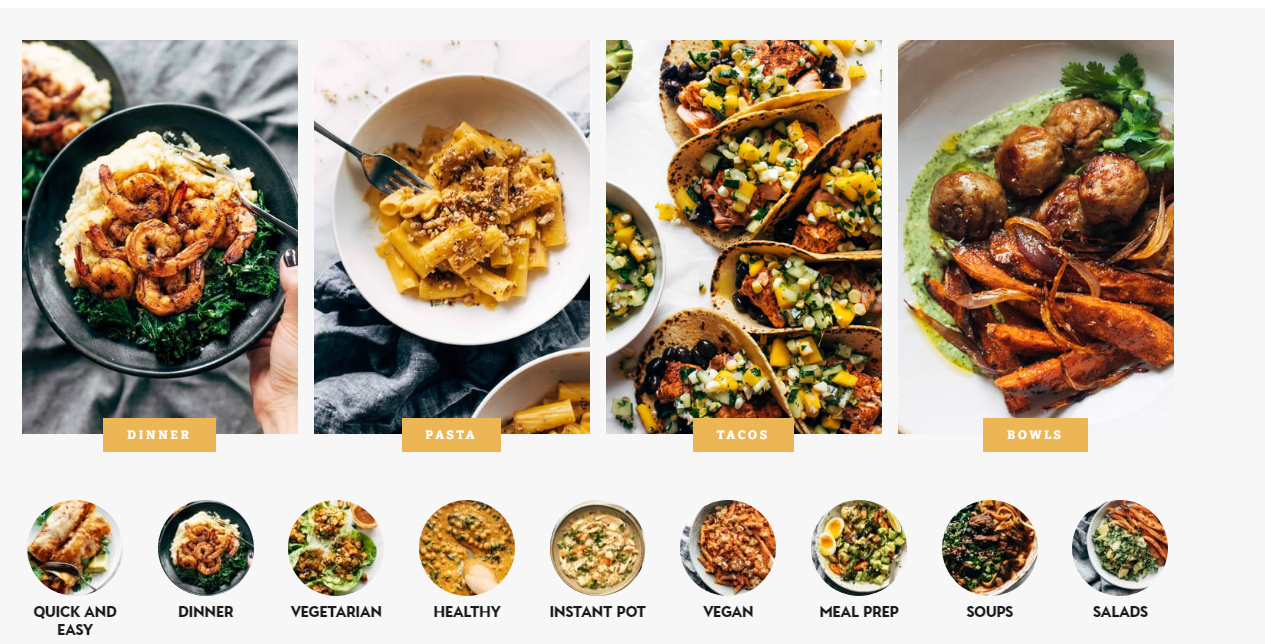 DINNER
PASTA
TACOS
BOWLS
QUICK AND
EASY
DINNER
VEGETARIAN
HEALTHY
INSTANT POT
VEGAN
MEAL PREP
SOUPS
SALADS